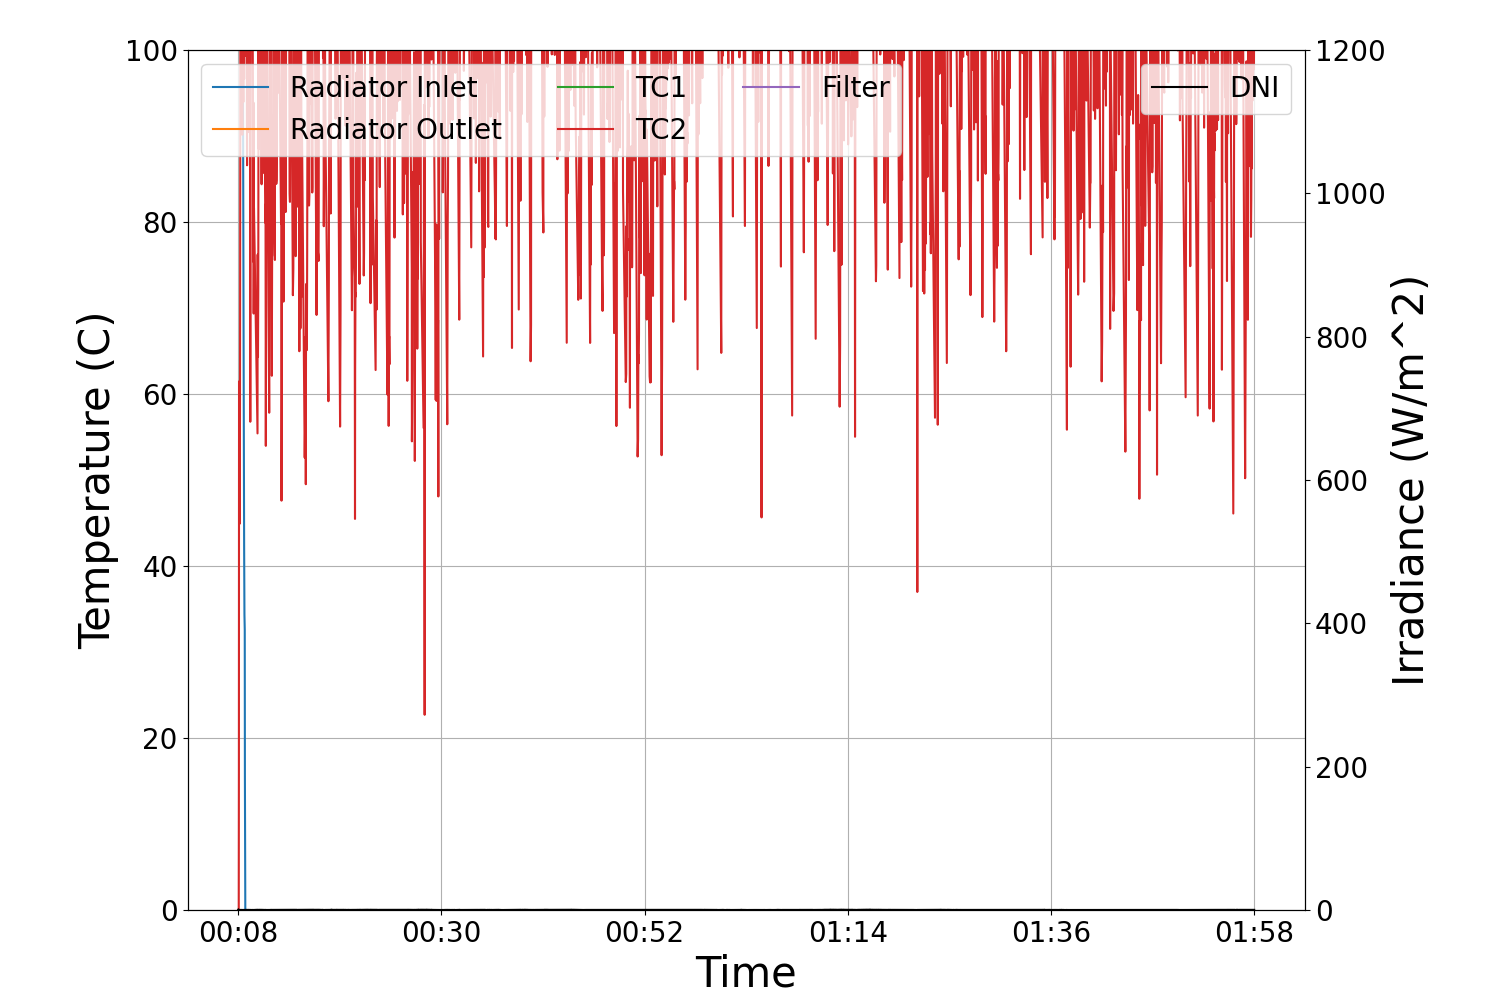 100
80
60
40
20
0
Temperature (C)
Radiator Inlet
Radiator Outlet
TC1
TC2
Filter
DNI
1200
1000
800
600
400
200
0
Irradiance (W/m^2)
00:08 00:30 00:52 01:14 01:36 01:58
Time